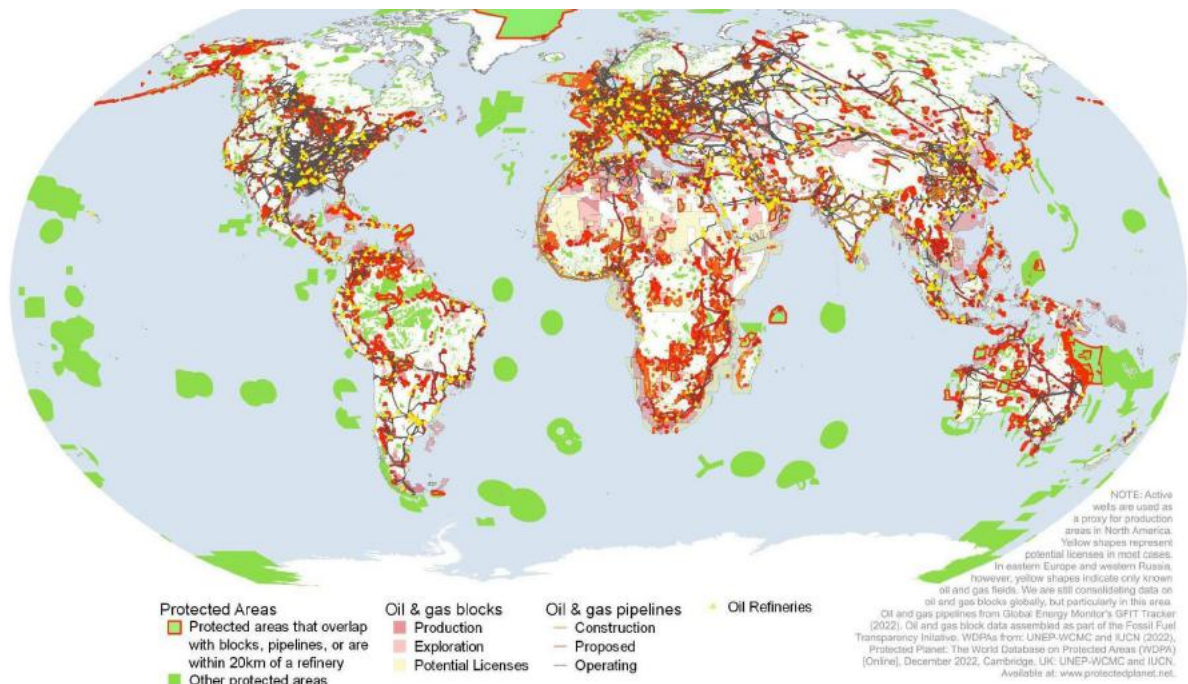 NOTE: Active
wells are used as
a proxy for production
areas in North America.
Yellow shapes represent
potential licenses in most cases.
In eastern Europe and western Russia,
however, yellow shapes indicate only known
oil and gas fields. We are still consolidating data on
oil and gas blocks globally, but particularly in this area.
Oil and gas pipelines from Global Energy Monitor's GFIT Tracker
(2022). Oil and gas block data assembled as part of the Fossil Fuel
Transparency Initative. WDPAs from: UNEP-WCMC and IUCN (2022),
Protected Planet: The World Database on Protected Areas (WDPA)
[Online], December 2022, Cambridge, UK: UNEP-WCMC and IUCN.
Available at: www.protectedplanet.net.
Protected Areas
Protected areas that overlap
with blocks, pipelines, or are
within 20km of a refinery
Other protected areas
Oil & gas blocks
Production
Exploration
Potential Licenses
Oil & gas pipelines
Construction
Proposed
Operating
Oil Refineries